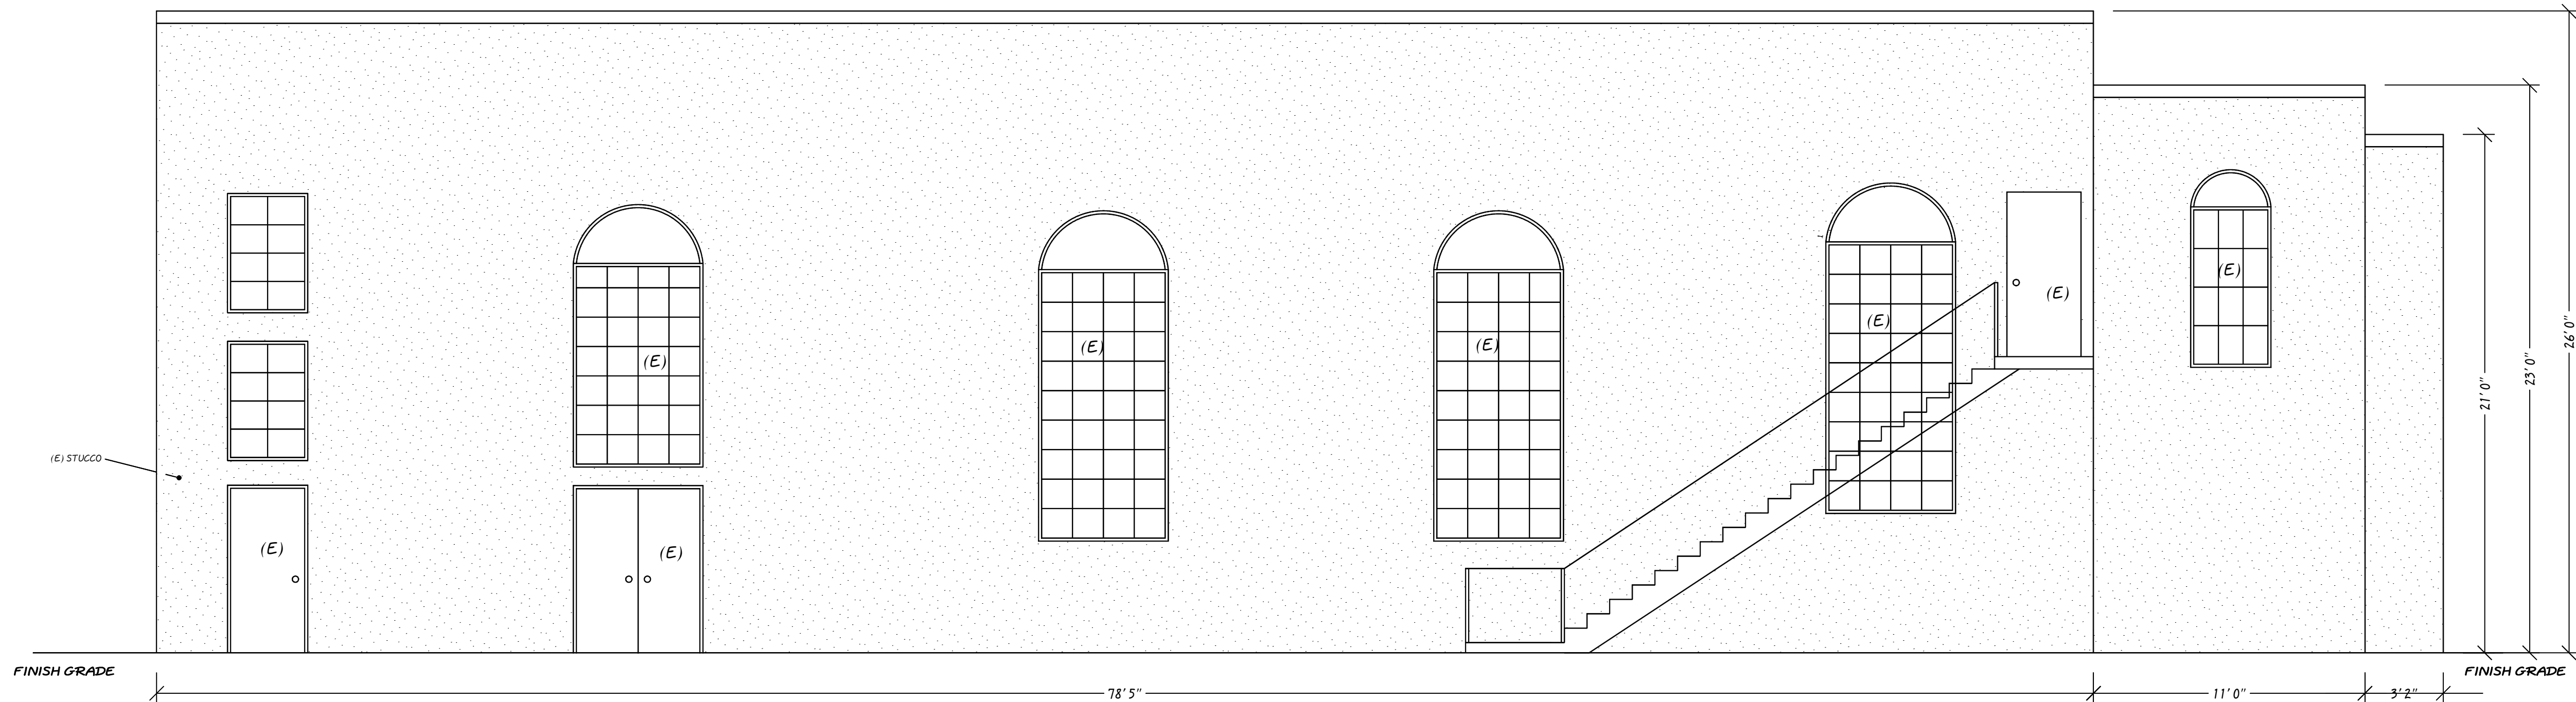 (E) STUCCO
(E)
(E)
(E)
(E)
(E)
(E)
(E)
(E)
21'0"
23'0"
26'0"
FINISH GRADE
FINISH GRADE
78'5"
11'0"
3'2"